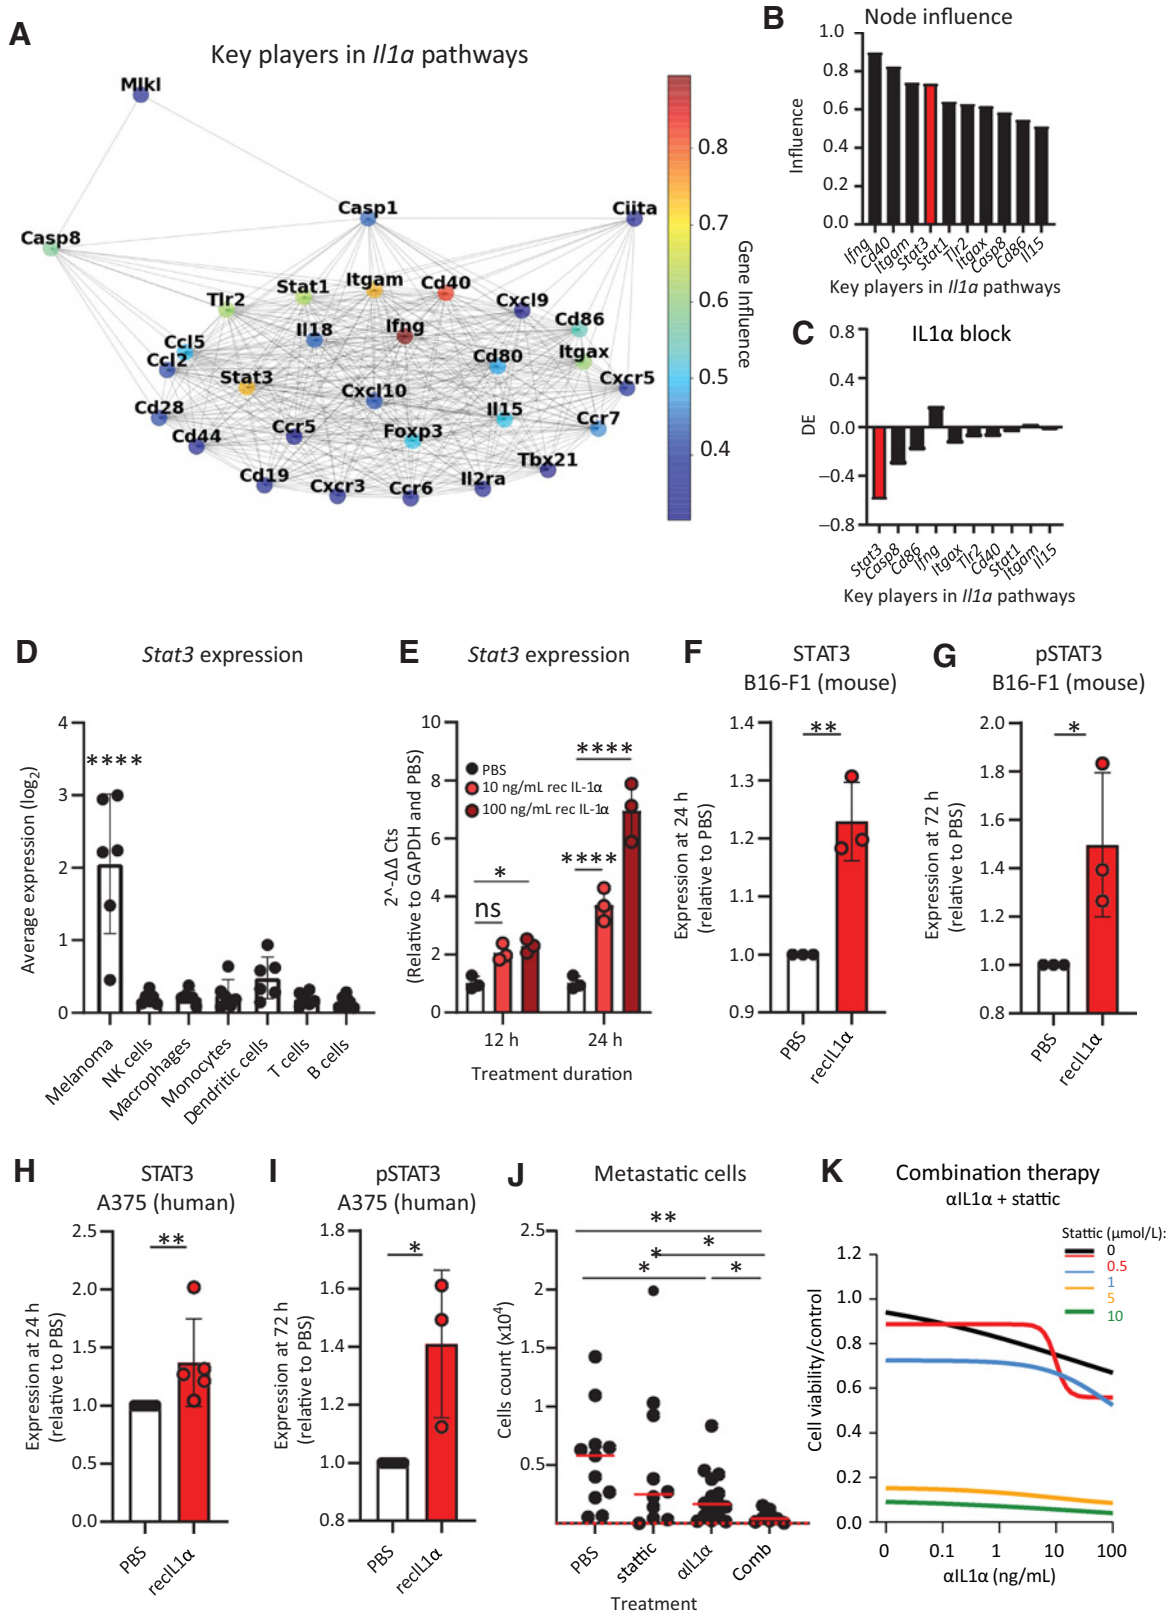 A
Key players in Il1a pathways
Mlkl
Casp1
Ciita
Casp8
Stat1
Itgam
Cd40
Tlr2
Cxcl9
Il18
Ifng
Cd86
Ccl5
Ccl2
Cd80
Itgax
Stat3
Cxcl10
Cxcr5
Cd28
Il15
Cd44
Ccr5
Foxp3
Ccr7
Cd19
Cxcr3
Ccr6
Il2ra
Tbx21
0.8
0.7
0.6
0.5
0.4
Gene Influence
B
Node influence
1.0
0.8
0.6
0.4
0.2
0.0
Influence
Ifng
Cd40
Itgam
Stat3
Stat1
Tlr2
Itgax
Casp8
Cd86
Il15
Key players in Il1a pathways
C
IL1α block
0.8
0.4
0.0
−0.4
−0.8
DE
Stat3
Casp8
Cd86
Ifng
Itgax
Tlr2
Cd40
Stat1
Itgam
Il15
Key players in Il1a pathways
D
Stat3 expression
4
3
2
1
0
Average expression (log2)
****
Melanoma
NK cells
Macrophages
Monocytes
Dendritic cells
T cells
B cells
E
Stat3 expression
10
8
6
4
2
0
2^-ΔΔ Cts
(Relative to GAPDH and PBS)
PBS
10 ng/mL rec IL-1α
100 ng/mL rec IL-1α
ns
*
****
****
12 h
24 h
Treatment duration
F
STAT3
B16-F1 (mouse)
1.4
1.3
1.2
1.1
1.0
0.9
Expression at 24 h
(relative to PBS)
**
PBS
recIL1α
G
pSTAT3
B16-F1 (mouse)
2.0
1.8
1.6
1.4
1.2
1.0
0.8
Expression at 72 h
(relative to PBS)
*
PBS
recIL1α
H
STAT3
A375 (human)
2.5
2.0
1.5
1.0
0.5
0.0
Expression at 24 h
(relative to PBS)
**
PBS
recIL1α
I
pSTAT3
A375 (human)
1.8
1.6
1.4
1.2
1.0
0.8
Expression at 72 h
(relative to PBS)
*
PBS
recIL1α
J
Metastatic cells
2.5
2
1.5
1
0.5
Cells count (x10⁴)
**
*
*
*
*
PBS
stattic
αIL1α
Comb
Treatment
K
Combination therapy
αIL1α + stattic
Stattic (μmol/L):
0
0.5
1
5
10
1.2
1.0
0.8
0.6
0.4
0.2
0.0
Cell viability/control
0
0.1
1
10
100
αIL1α (ng/mL)